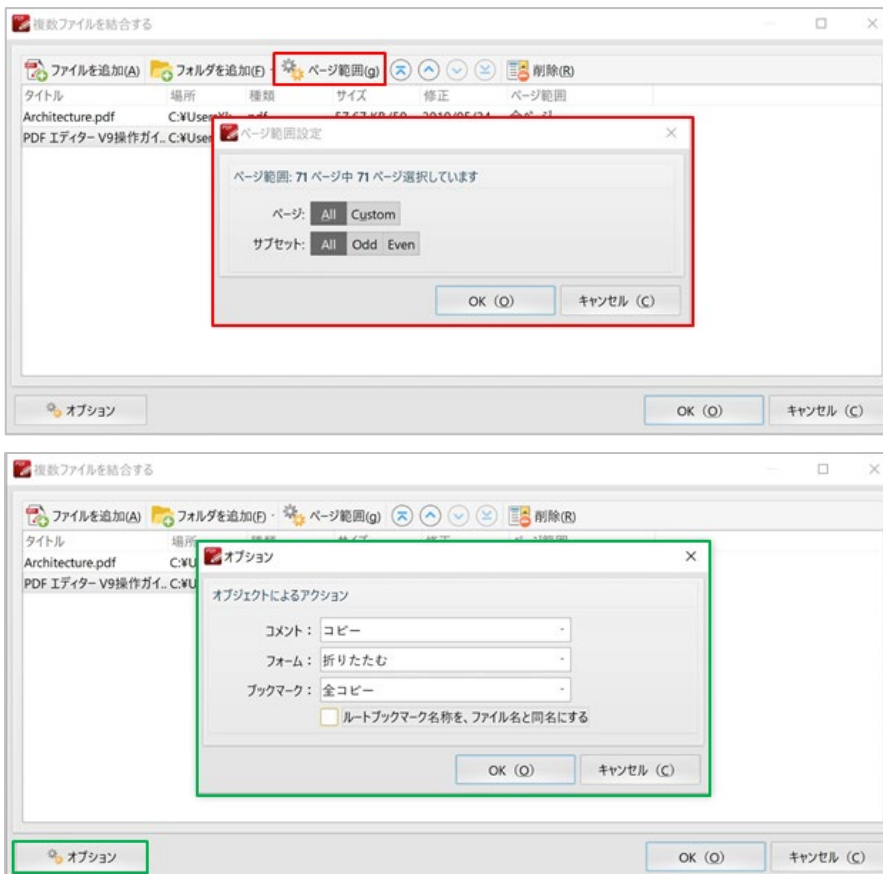 複数ファイルを結合する
ファイルを追加(A) フォルダを追加(F) ページ範囲(g) 削除(R)
タイトル 場所 種類 サイズ 修正 ページ範囲
Architecture.pdf
PDF エディター V9操作ガイ.. C:¥User
ページ範囲設定
ページ範囲: 71 ページ中 71 ページ選択しています
ページ: All Custom
サブセット: All Odd Even
OK (O) キャンセル (C)
オプション OK (O) キャンセル (C)
複数ファイルを結合する
ファイルを追加(A) フォルダを追加(F) ページ範囲(g) 削除(R)
タイトル
Architecture.pdf C:¥U
PDF エディター V9操作ガイ.. C:¥U
オプション
オブジェクトによるアクション
コメント: コピー
フォーム: 折りたたむ
ブックマーク: 全コピー
ルートブックマーク名称を、ファイル名と同名にする
OK (O) キャンセル (C)
オプション OK (O) キャンセル (C)